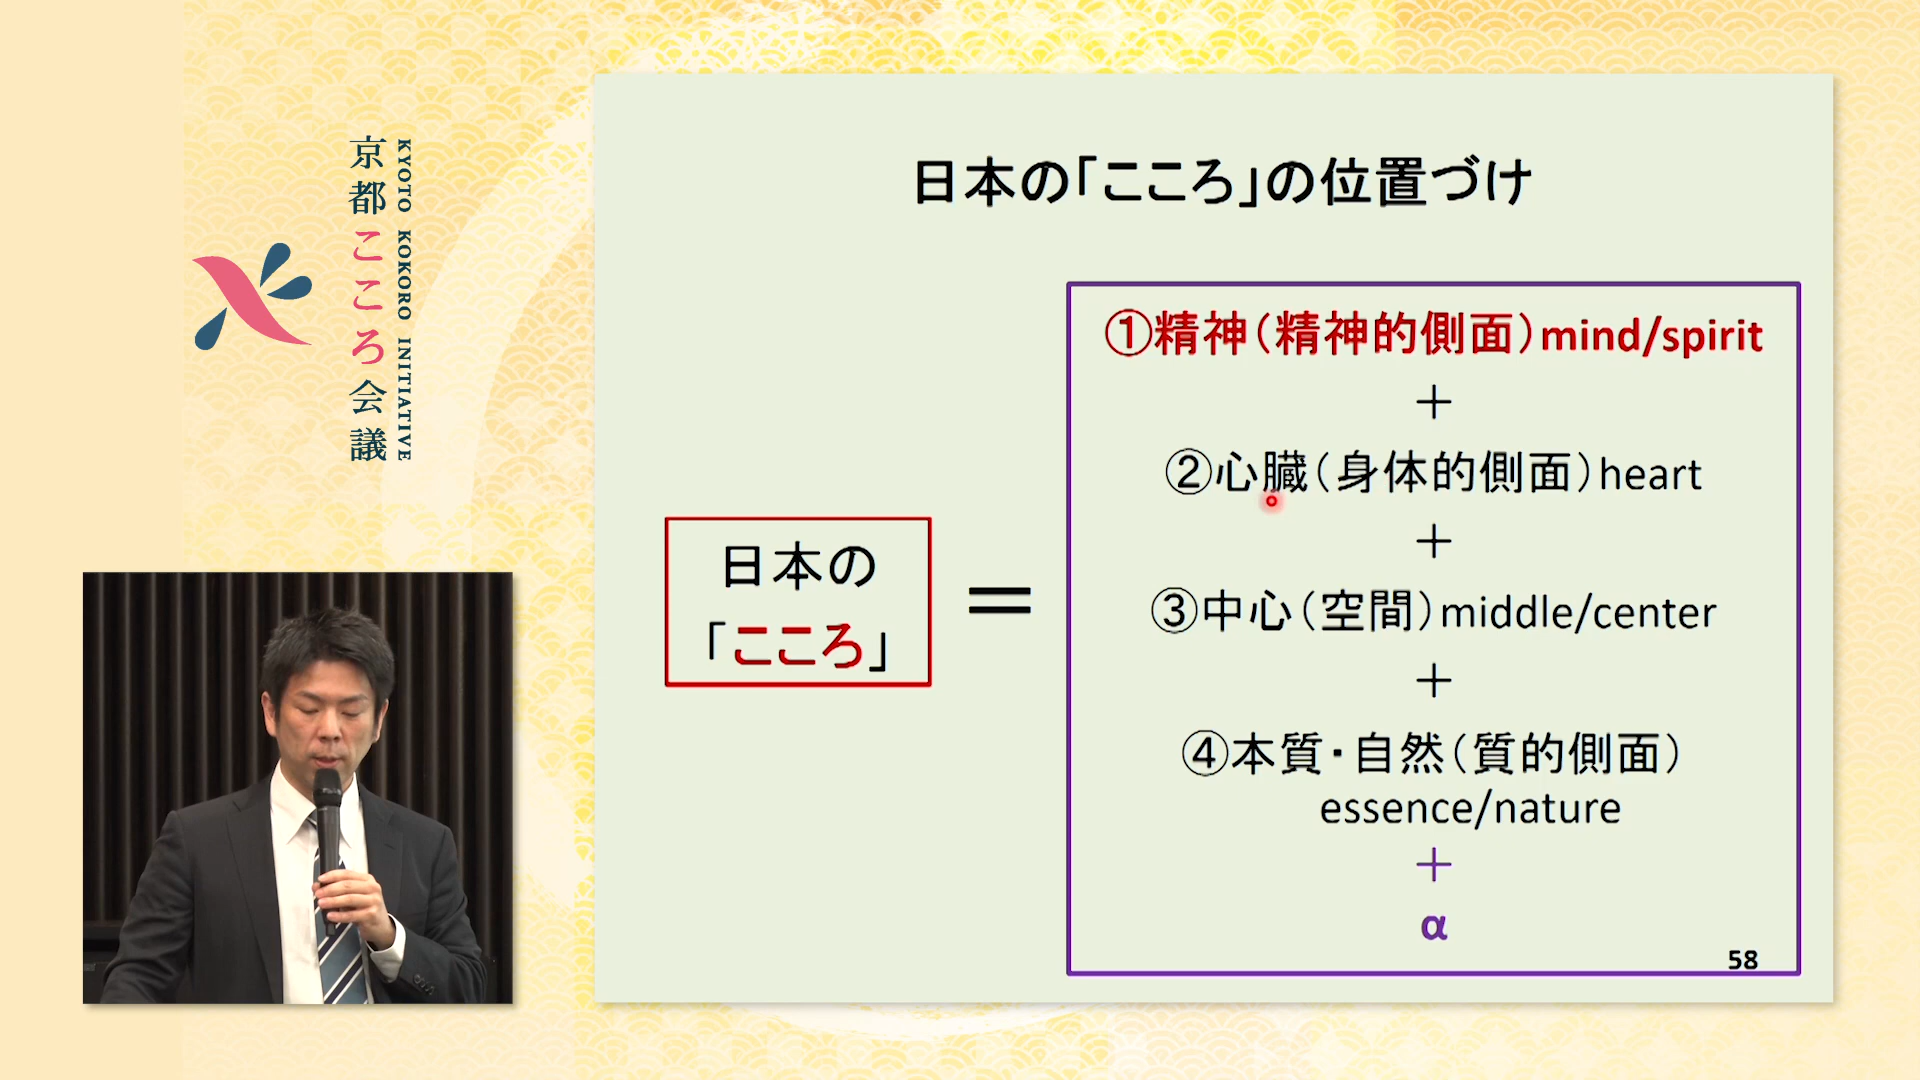 京都こころ会議
KYOTO KOKORO INITIATIVE
日本の「こころ」の位置づけ
日本の
「こころ」
＝
①精神（精神的側面）mind/spirit
＋
②心臓（身体的側面）heart
＋
③中心（空間）middle/center
＋
④本質・自然（質的側面）
essence/nature
＋
α
58